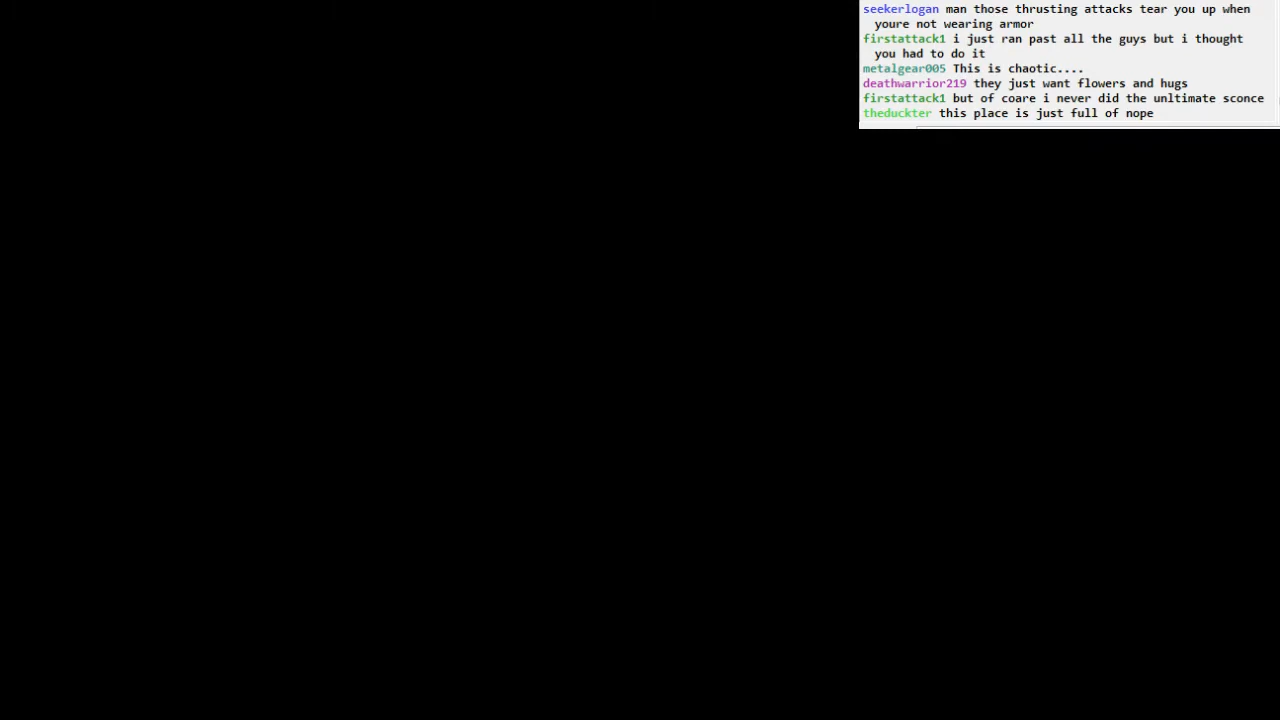 seekerlogan man those thrusting attacks tear you up when
youre not wearing armor
firstattack1 i just ran past all the guys but i thought
you had to do it
metalgear005 This is chaotic....
deathwarrior219 they just want flowers and hugs
firstattack1 but of coare i never did the unltimate sconce
theduckter this place is just full of nope